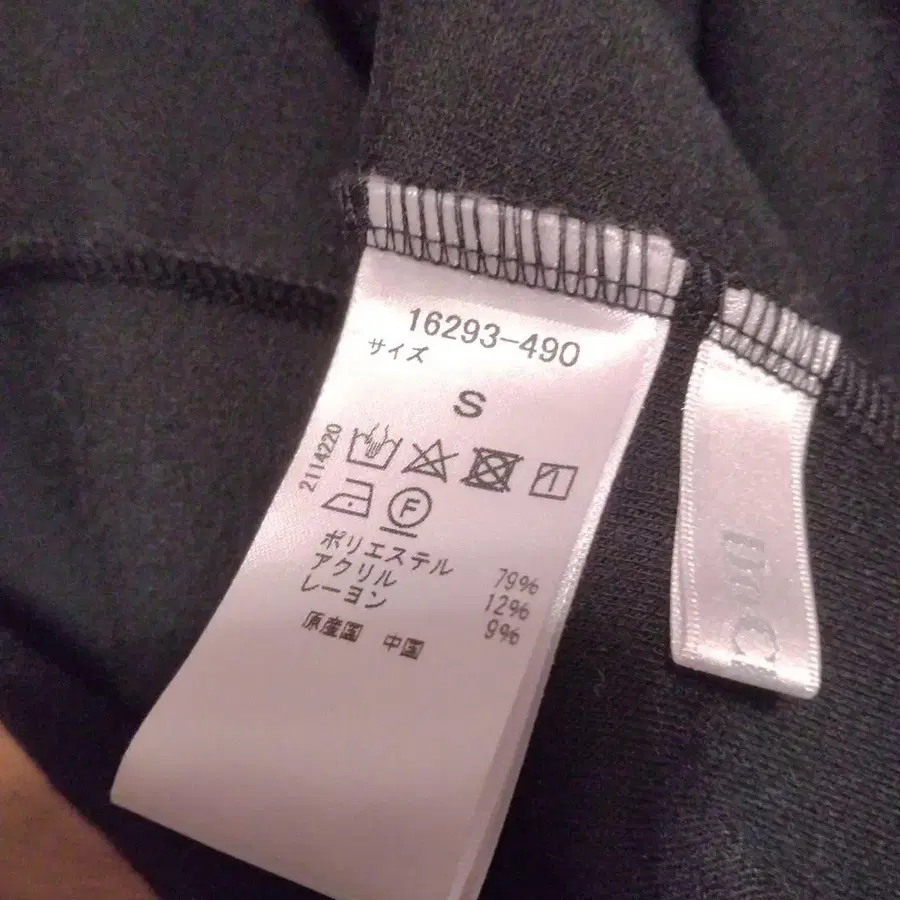 16293-490
サイズ
S
2114220
F
ポリエステル 79%
アクリル 12%
レーヨン 9%
原産国 中国